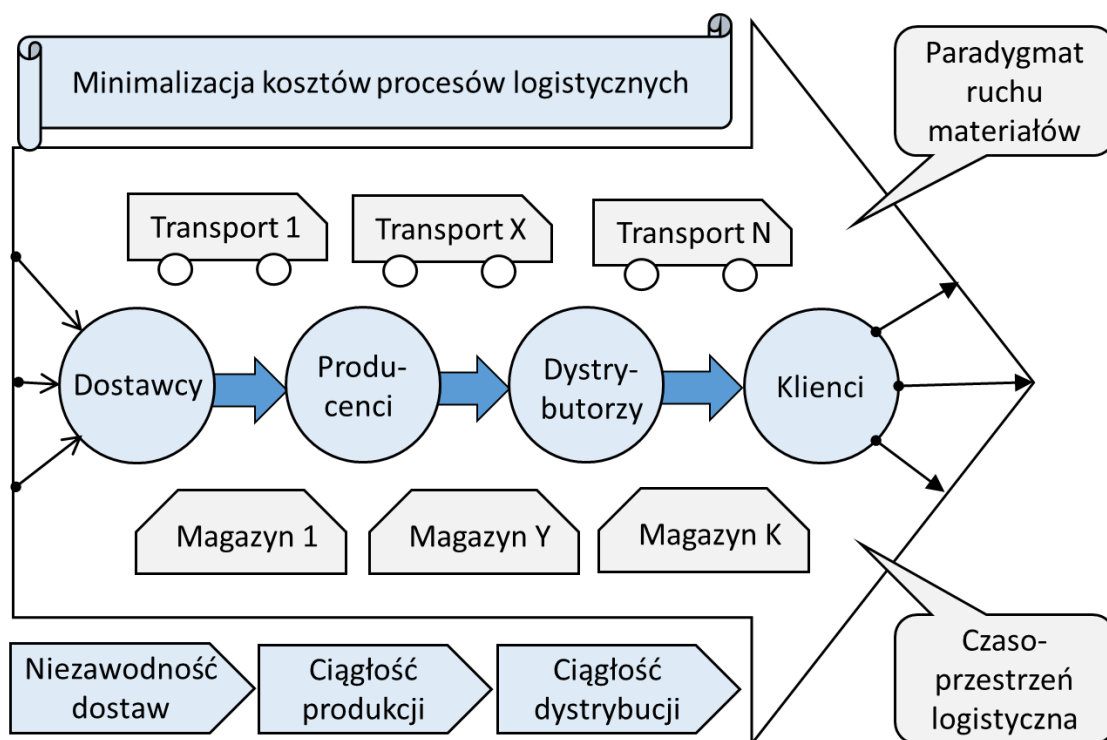 Minimalizacja kosztów procesów logistycznych
Paradygmat
ruchu
materiałów
Transport 1
Transport X
Transport N
Dostawcy
Produ-
cenci
Dystry-
butorzy
Klienci
Magazyn 1
Magazyn Y
Magazyn K
Niezawodność
dostaw
Ciągłość
produkcji
Ciągłość
dystrybucji
Czaso-
przestrzeń
logistyczna